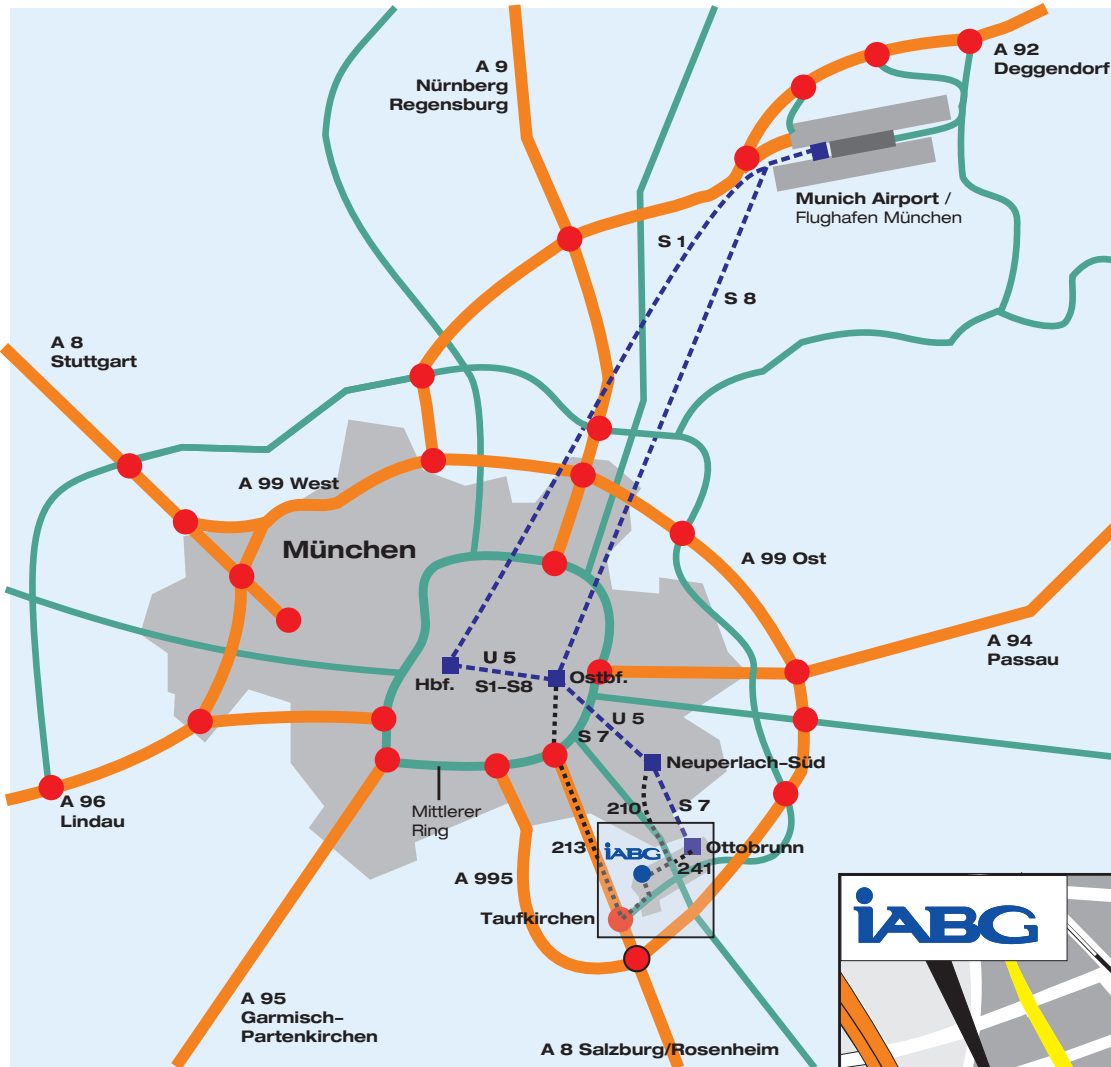 A 92
Deggendorf
A 9
Nürnberg
Regensburg
Munich Airport /
Flughafen München
S 1
S 8
A 8
Stuttgart
A 99 West
München
A 99 Ost
A 94
Passau
U 5
Hbf.
S1–S8
Ostbf.
U 5
S 7
Neuperlach–Süd
A 96
Lindau
Mittlerer
Ring
210
S 7
213
iABG
Ottobrunn
241
A 995
Taufkirchen
iABG
A 95
Garmisch–
Partenkirchen
A 8 Salzburg/Rosenheim